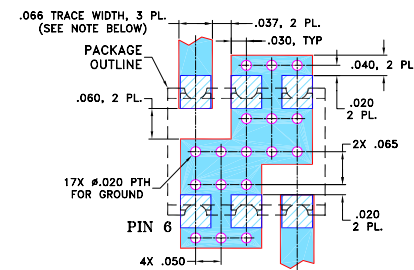 .066 TRACE WIDTH, 3 PL.
(SEE NOTE BELOW)
.037, 2 PL.
.030, TYP
PACKAGE
OUTLINE
.040, 2 PL
.060, 2 PL.
.020
2 PL.
2X .065
17X ø.020 PTH
FOR GROUND
PIN 6
.020
2 PL.
4X .050